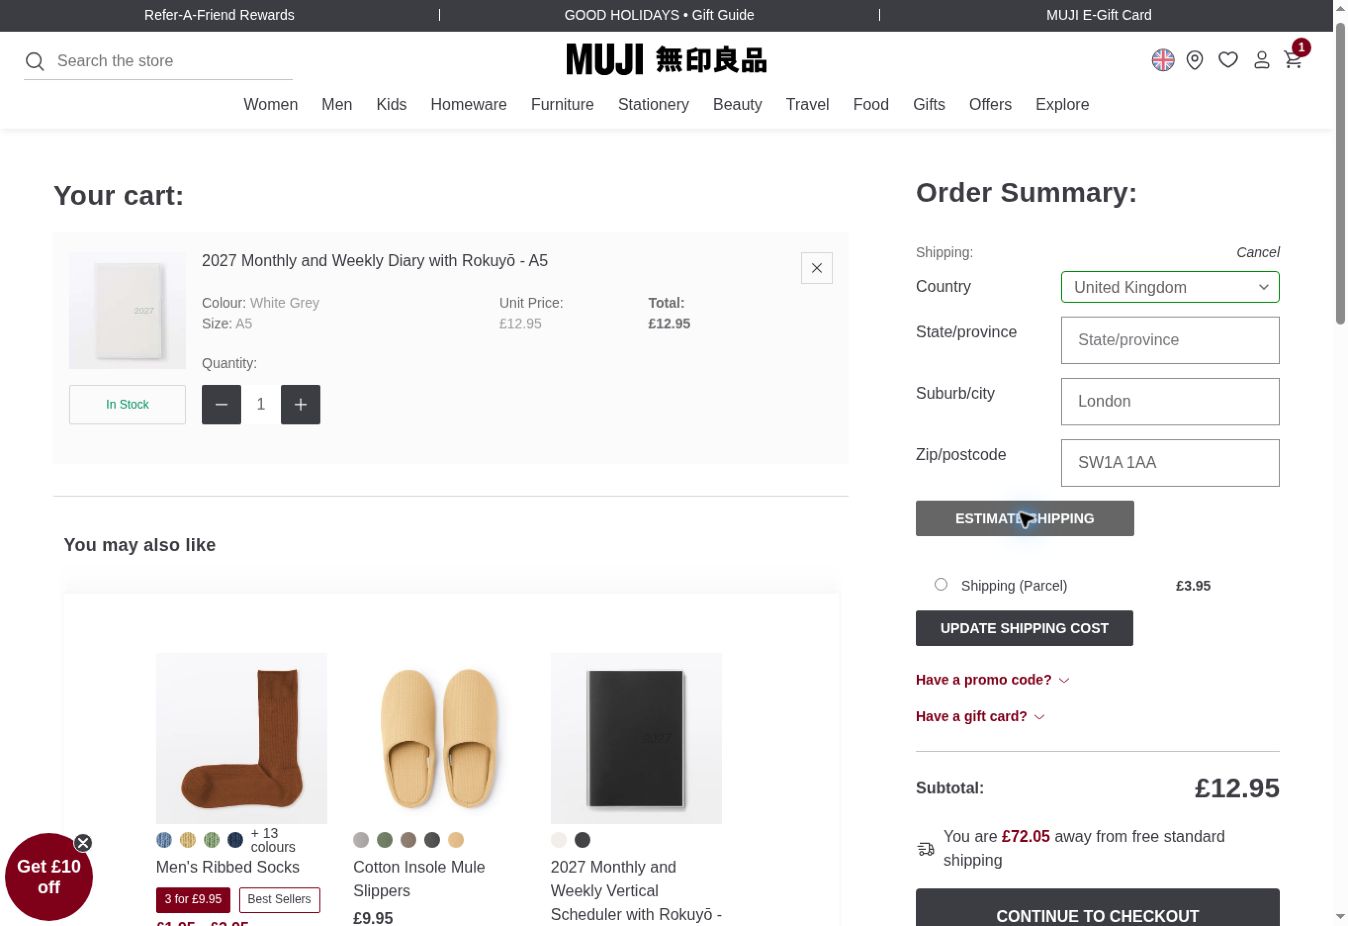 Refer-A-Friend Rewards
GOOD HOLIDAYS • Gift Guide
MUJI E-Gift Card
Search the store
MUJI 無印良品
1
Women Men Kids Homeware Furniture Stationery Beauty Travel Food Gifts Offers Explore
Your cart:
2027 Monthly and Weekly Diary with Rokuyō - A5
2027
Colour: White Grey
Size: A5
Unit Price:
£12.95
Total:
£12.95
Quantity:
In Stock
1
You may also like
+ 13
colours
Men's Ribbed Socks
3 for £9.95
Best Sellers
Cotton Insole Mule
Slippers
£9.95
2027
2027 Monthly and
Weekly Vertical
Scheduler with Rokuyō -
Get £10
off
Order Summary:
Shipping:
Cancel
Country
United Kingdom
State/province
State/province
Suburb/city
London
Zip/postcode
SW1A 1AA
ESTIMATE SHIPPING
Shipping (Parcel)
£3.95
UPDATE SHIPPING COST
Have a promo code?
Have a gift card?
Subtotal:
£12.95
You are £72.05 away from free standard
shipping
CONTINUE TO CHECKOUT